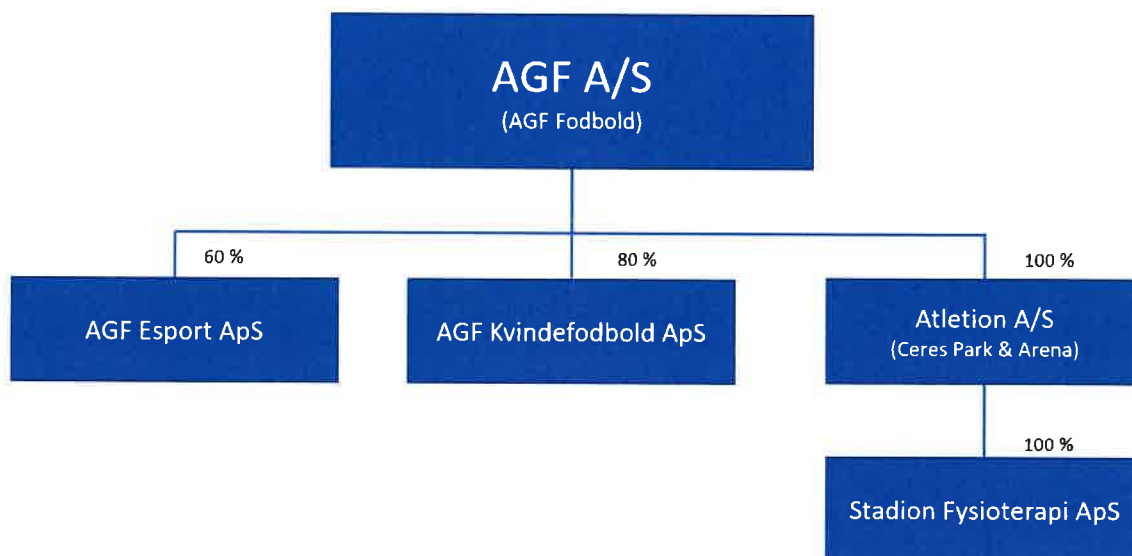 AGF A/S
(AGF Fodbold)
60 %
80 %
100 %
AGF Esport ApS
AGF Kvindefodbold ApS
Atletion A/S
(Ceres Park & Arena)
100 %
Stadion Fysioterapi ApS